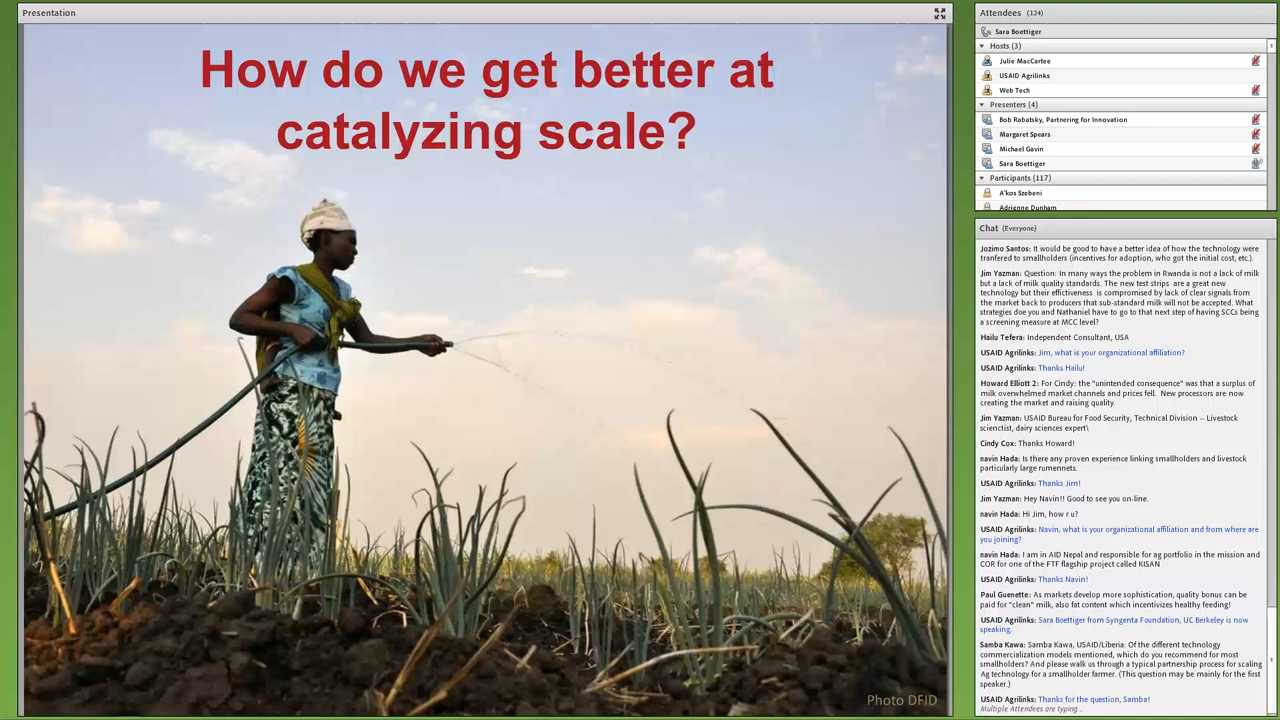 Presentation
How do we get better at
catalyzing scale?
Photo DFID
Attendees (124)
Sara Boettiger
Hosts (3)
Julie MacCartee
USAID Agrilinks
Web Tech
Presenters (4)
Bob Rabatsky, Partnering for Innovation
Margaret Spears
Michael Gavin
Sara Boettiger
Participants (117)
A'kos Szebeni
Adrienne Dunham
Chat (Everyone)
Jozimo Santos: It would be good to have a better idea of how the technology were
tranfered to smallholders (incentives for adoption, who got the initial cost, etc.).
Jim Yazman: Question: In many ways the problem in Rwanda is not a lack of milk
but a lack of milk quality standards. The new test strips are a great new
technology but their effictiveness is compromised by lack of clear signals from
the market back to producers that sub-standard milk will not be accepted. What
strategies doe you and Nathaniel have to go to that next step of having SCCs being
a screening measure at MCC level?
Hailu Tefera: Independent Consultant, USA
USAID Agrilinks: Jim, what is your organizational affiliation?
USAID Agrilinks: Thanks Hailu!
Howard Elliott 2: For Cindy: the "unintended consequence" was that a surplus of
milk overwhelmed market channels and prices fell. New processors are now
creating the market and raising quality.
Jim Yazman: USAID Bureau for Food Security, Technical Division -- Livestock
scienctist, dairy sciences expert\
Cindy Cox: Thanks Howard!
navin Hada: Is there any proven experience linking smallholders and livestock
particularly large rumennets.
USAID Agrilinks: Thanks Jim!
Jim Yazman: Hey Navin!! Good to see you on-line.
navin Hada: Hi Jim, how r u?
USAID Agrilinks: Navin, what is your organizational affiliation and from where are
you joining?
navin Hada: I am in AID Nepal and responsible for ag portfolio in the mission and
COR for one of the FTF flagship project called KISAN
USAID Agrilinks: Thanks Navin!
Paul Guenette: As markets develop more sophistication, quality bonus can be
paid for "clean" milk, also fat content which incentivizes healthy feeding!
USAID Agrilinks: Sara Boettiger from Syngenta Foundation, UC Berkeley is now
speaking.
Samba Kawa: Samba Kawa, USAID/Liberia: Of the different technology
commercialization models mentioned, which do you recommend for most
smallholders? And please walk us through a typical partnership process for scaling
Ag technology for a smallholder farmer. (This question may be mainly for the first
speaker.)
USAID Agrilinks: Thanks for the question, Samba!
Multiple Attendees are typing...